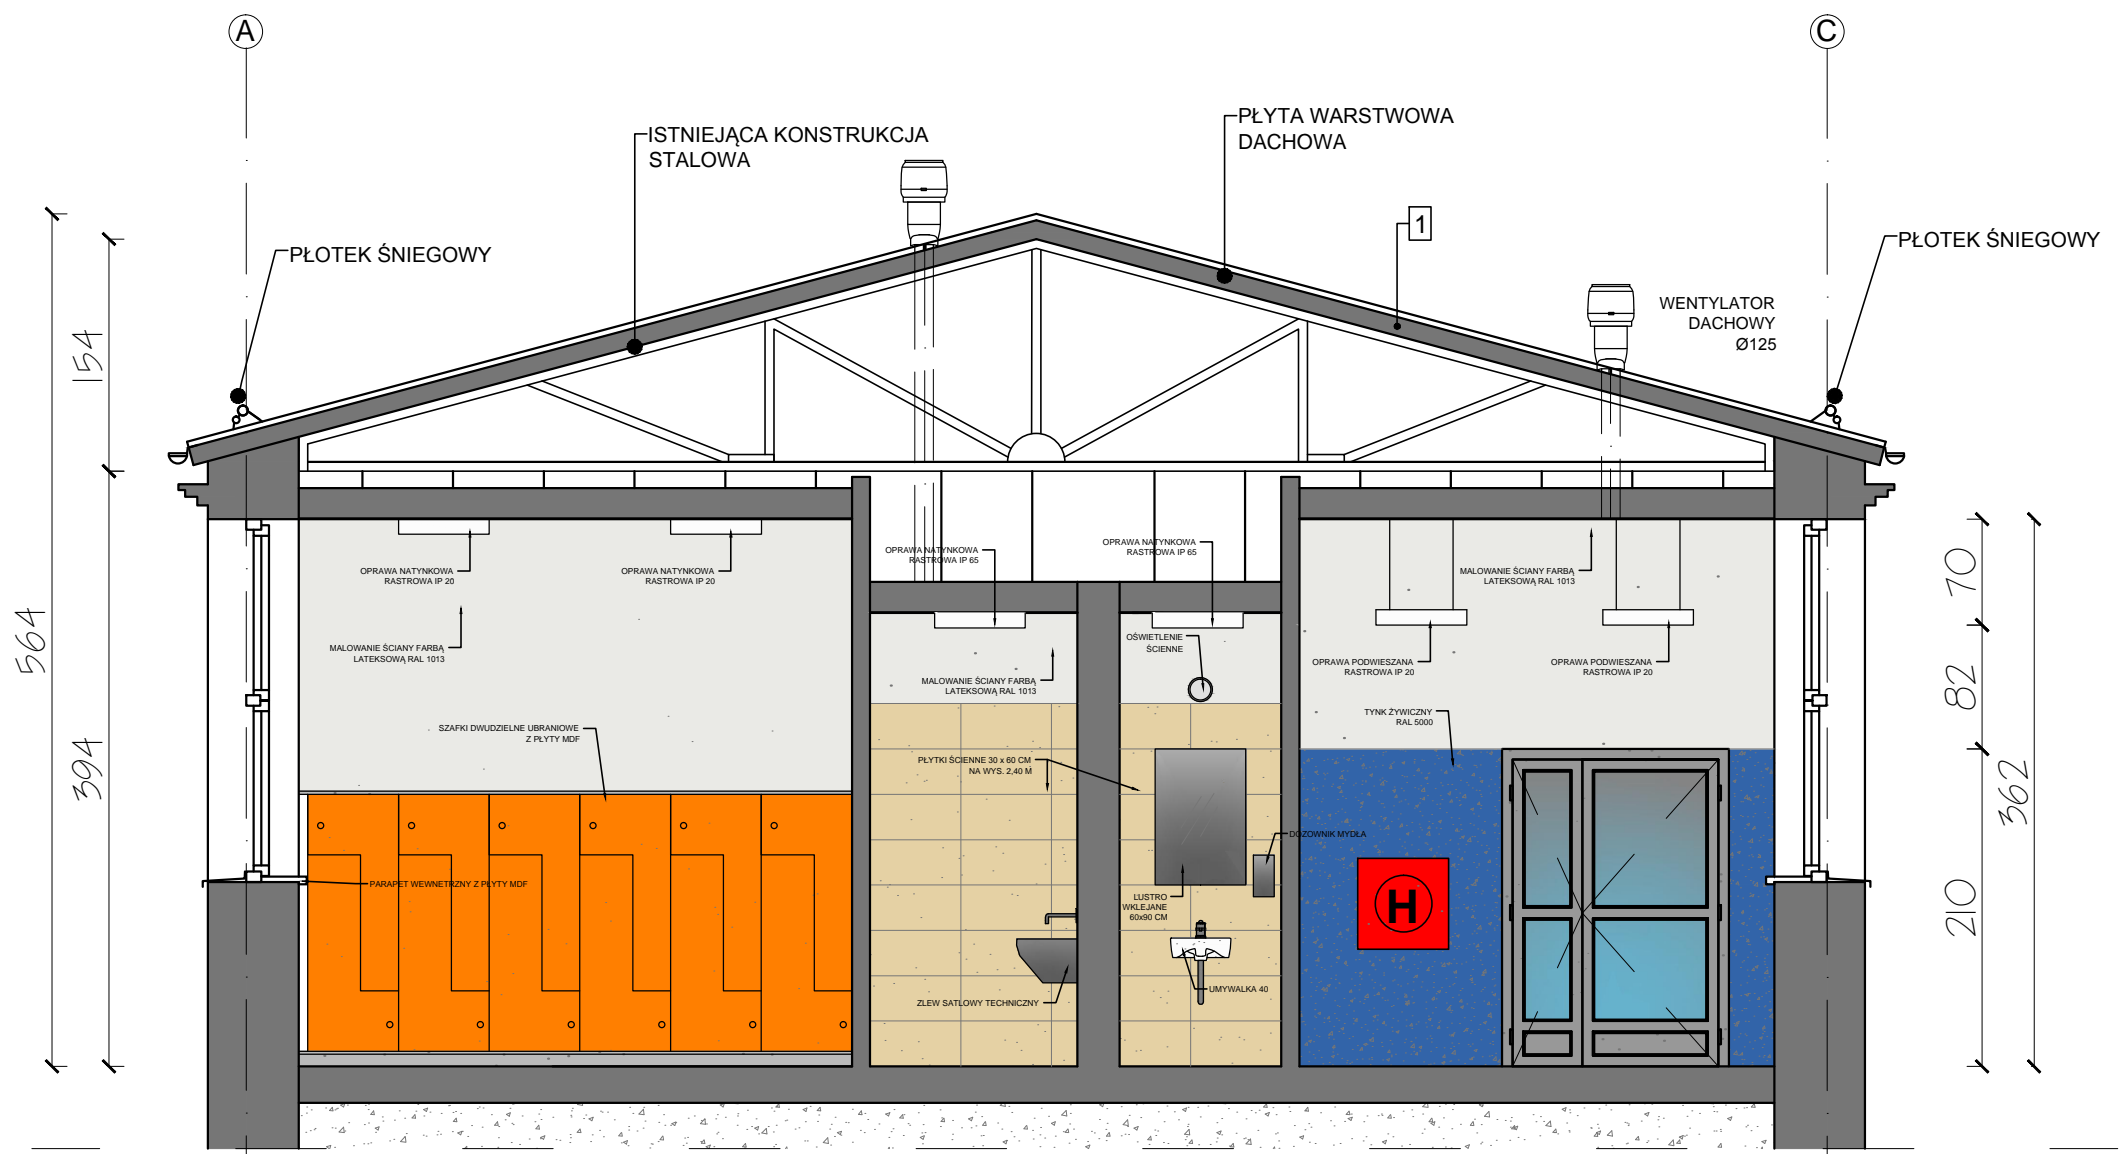 A
C
ISTNIEJĄCA KONSTRUKCJA
STALOWA
PŁYTA WARSTWOWA
DACHOWA
1
PŁOTEK ŚNIEGOWY
PŁOTEK ŚNIEGOWY
WENTYLATOR
DACHOWY
Ø125
154
564
394
OPRAWA NATYNKOWA
RASTROWA IP 20
OPRAWA NATYNKOWA
RASTROWA IP 20
OPRAWA NATYNKOWA
RASTROWA IP 65
OPRAWA NATYNKOWA
RASTROWA IP 65
MALOWANIE ŚCIANY FARBĄ
LATEKSOWĄ RAL 1013
70
MALOWANIE ŚCIANY FARBĄ
LATEKSOWĄ RAL 1013
OŚWIETLENIE
ŚCIENNE
MALOWANIE ŚCIANY FARBĄ
LATEKSOWĄ RAL 1013
OPRAWA PODWIESZANA
RASTROWA IP 20
OPRAWA PODWIESZANA
RASTROWA IP 20
82
SZAFKI DWUDZIELNE UBRANIOWE
Z PŁYTY MDF
TYNK ŻYWICZNY
RAL 5000
PŁYTKI ŚCIENNE 30 x 60 CM
NA WYS. 2,40 M
362
DOZOWNIK MYDŁA
PARAPET WEWNETRZNY Z PŁYTY MDF
LUSTRO
WKLEJANE
60x90 CM
H
210
ZLEW SATLOWY TECHNICZNY
UMYWALKA 40